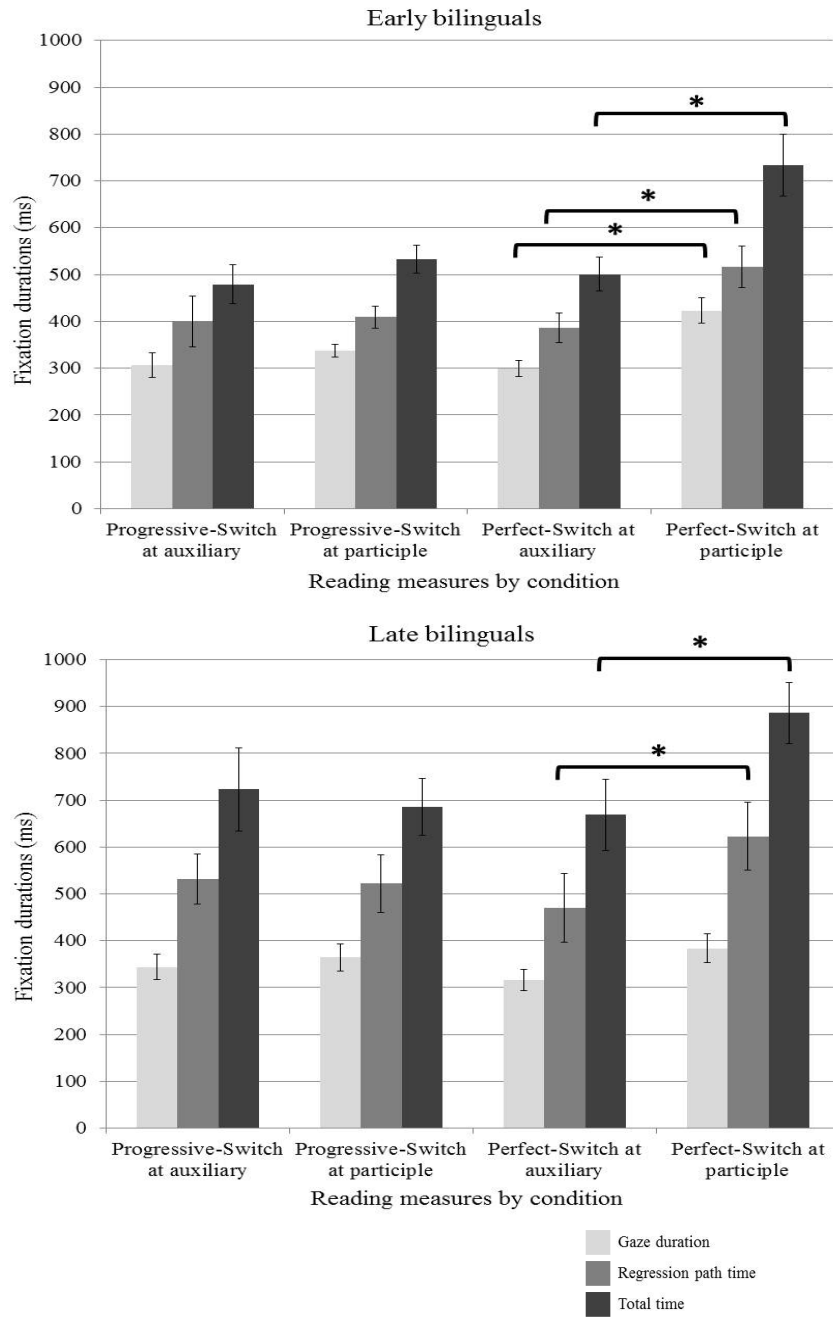 Early bilinguals
1000
900
800
700
600
500
400
300
200
100
0
Fixation durations (ms)
*
*
*
Progressive-Switch at auxiliary
Progressive-Switch at participle
Perfect-Switch at auxiliary
Perfect-Switch at participle
Reading measures by condition
Late bilinguals
1000
900
800
700
600
500
400
300
200
100
0
Fixation durations (ms)
*
*
Progressive-Switch at auxiliary
Progressive-Switch at participle
Perfect-Switch at auxiliary
Perfect-Switch at participle
Reading measures by condition
Gaze duration
Regression path time
Total time